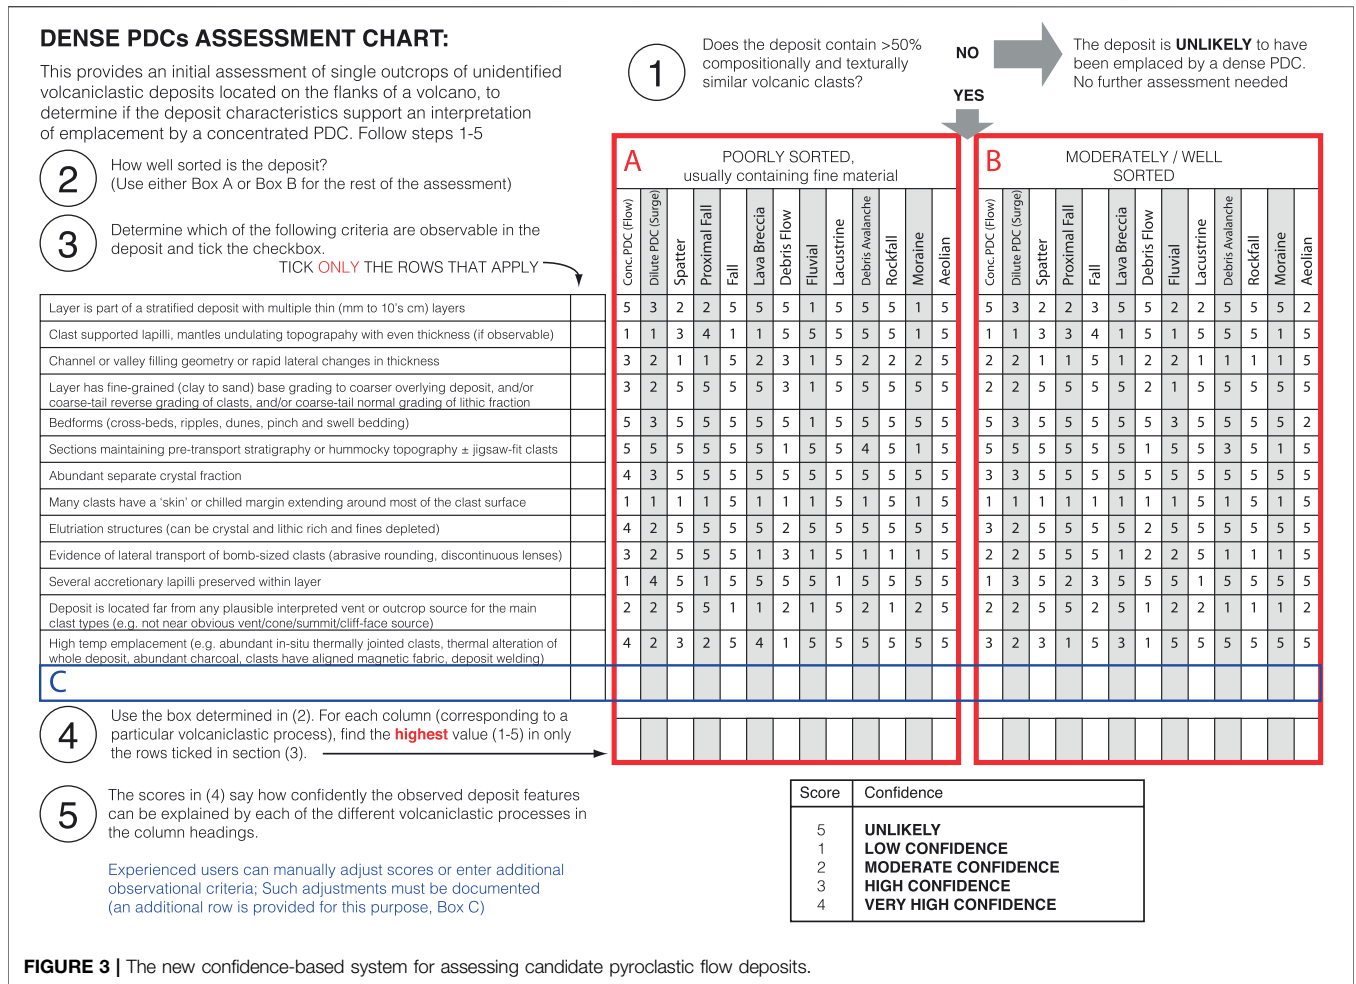 DENSE PDCs ASSESSMENT CHART:
This provides an initial assessment of single outcrops of unidentified
volcaniclastic deposits located on the flanks of a volcano, to
determine if the deposit characteristics support an interpretation
of emplacement by a concentrated PDC. Follow steps 1-5
1
Does the deposit contain >50%
compositionally and texturally
similar volcanic clasts?
NO
YES
The deposit is UNLIKELY to have
been emplaced by a dense PDC.
No further assessment needed
2
How well sorted is the deposit?
(Use either Box A or Box B for the rest of the assessment)
3
Determine which of the following criteria are observable in the
deposit and tick the checkbox.
TICK ONLY THE ROWS THAT APPLY
A
POORLY SORTED,
usually containing fine material
B
MODERATELY / WELL
SORTED
Conc. PDC (Flow) Dilute PDC (Surge) Spatter Proximal Fall Fall Lava Breccia Debris Flow Fluvial Lacustrine Debris Avalanche Rockfall Moraine Aeolian Conc. PDC (Flow) Dilute PDC (Surge) Spatter Proximal Fall Fall Lava Breccia Debris Flow Fluvial Lacustrine Debris Avalanche Rockfall Moraine Aeolian
Layer is part of a stratified deposit with multiple thin (mm to 10's cm) layers 5 3 2 2 5 5 5 1 5 5 5 1 5 5 3 2 2 3 5 5 2 2 5 5 5 2
Clast supported lapilli, mantles undulating topograpahy with even thickness (if observable) 1 1 3 4 1 1 5 5 5 5 5 1 5 1 1 3 3 4 1 5 1 5 5 5 1 5
Channel or valley filling geometry or rapid lateral changes in thickness 3 2 1 1 5 2 3 1 5 2 2 2 5 2 2 1 1 5 1 2 2 1 1 1 1 5
Layer has fine-grained (clay to sand) base grading to coarser overlying deposit, and/or
coarse-tail reverse grading of clasts, and/or coarse-tail normal grading of lithic fraction 3 2 5 5 5 5 3 1 5 5 5 5 5 2 2 5 5 5 5 2 1 5 5 5 5 5
Bedforms (cross-beds, ripples, dunes, pinch and swell bedding) 5 3 5 5 5 5 5 1 5 5 5 5 5 5 3 5 5 5 5 5 3 5 5 5 5 2
Sections maintaining pre-transport stratigraphy or hummocky topography ± jigsaw-fit clasts 5 5 5 5 5 5 1 5 5 4 5 1 5 5 5 5 5 5 5 1 5 5 3 5 1 5
Abundant separate crystal fraction 4 3 5 5 5 5 5 5 5 5 5 5 5 3 3 5 5 5 5 5 5 5 5 5 5 5
Many clasts have a 'skin' or chilled margin extending around most of the clast surface 1 1 1 1 5 1 1 1 5 1 5 1 5 1 1 1 1 1 1 1 1 5 1 5 1 5
Elutriation structures (can be crystal and lithic rich and fines depleted) 4 2 5 5 5 5 2 5 5 5 5 5 5 3 2 5 5 5 5 2 5 5 5 5 5 5
Evidence of lateral transport of bomb-sized clasts (abrasive rounding, discontinuous lenses) 3 2 5 5 5 1 3 1 5 1 1 1 5 2 2 5 5 5 1 2 2 5 1 1 1 5
Several accretionary lapilli preserved within layer 1 4 5 1 5 5 5 5 1 5 5 5 5 1 3 5 2 3 5 5 5 1 5 5 5 5
Deposit is located far from any plausible interpreted vent or outcrop source for the main
clast types (e.g. not near obvious vent/cone/summit/cliff-face source) 2 2 5 5 1 1 2 1 5 2 1 2 5 2 2 5 5 2 5 1 2 2 1 1 1 2
High temp emplacement (e.g. abundant in-situ thermally jointed clasts, thermal alteration of
whole deposit, abundant charcoal, clasts have aligned magnetic fabric, deposit welding) 4 2 3 2 5 4 1 5 5 5 5 5 5 3 2 3 1 5 3 1 5 5 5 5 5 5
C
4
Use the box determined in (2). For each column (corresponding to a
particular volcaniclastic process), find the highest value (1-5) in only
the rows ticked in section (3).
5
The scores in (4) say how confidently the observed deposit features
can be explained by each of the different volcaniclastic processes in
the column headings.
Experienced users can manually adjust scores or enter additional
observational criteria; Such adjustments must be documented
(an additional row is provided for this purpose, Box C)
Score Confidence
5 UNLIKELY
1 LOW CONFIDENCE
2 MODERATE CONFIDENCE
3 HIGH CONFIDENCE
4 VERY HIGH CONFIDENCE
FIGURE 3 | The new confidence-based system for assessing candidate pyroclastic flow deposits.